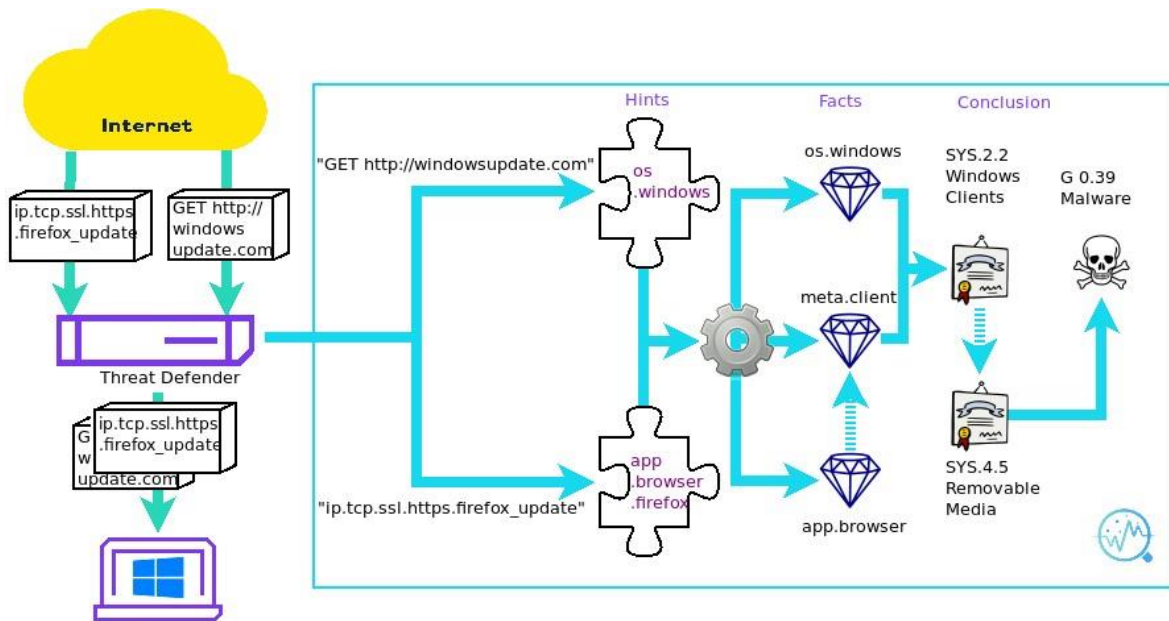 Internet
ip.tcp.ssl.https
.firefox_update
GET http://
windows
update.com
Threat Defender
G
w
update.com
ip.tcp.ssl.https
.firefox_update
Hints
Facts
Conclusion
"GET http://windowsupdate.com"
os
.windows
"ip.tcp.ssl.https.firefox_update"
app
.browser
.firefox
os.windows
meta.client
app.browser
SYS.2.2
Windows
Clients
G 0.39
Malware
SYS.4.5
Removable
Media